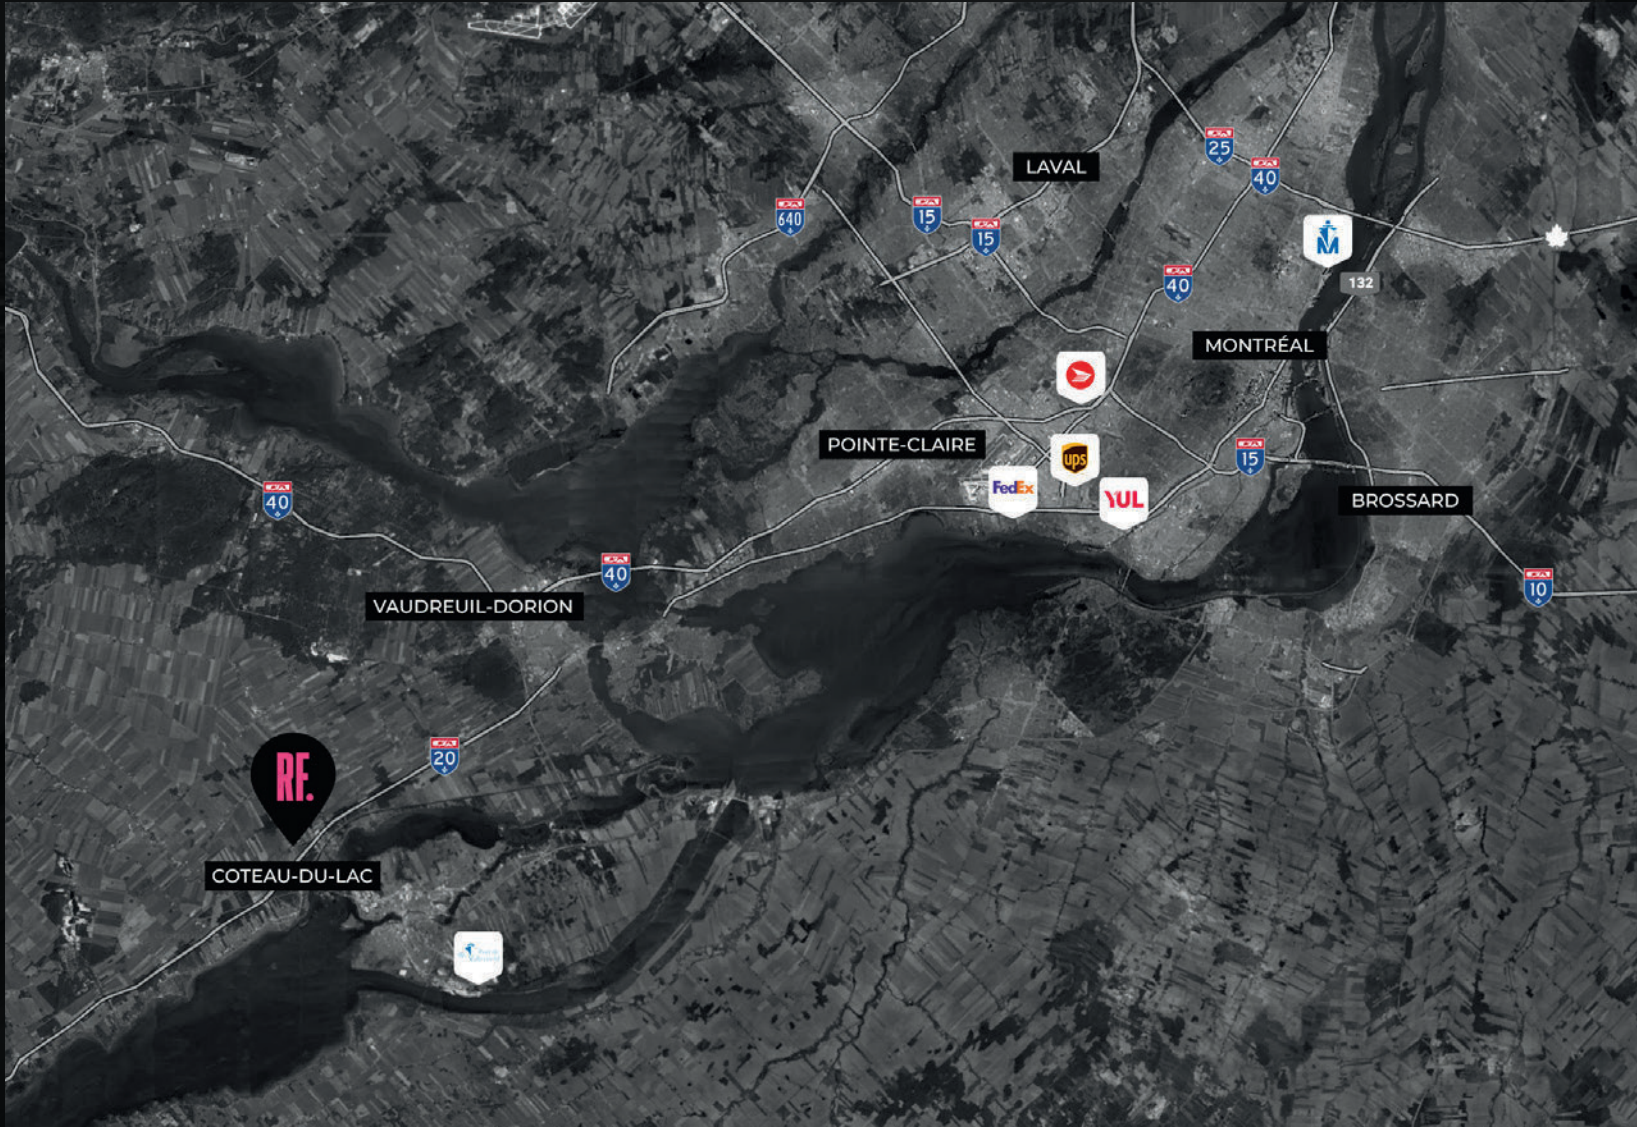 25
LAVAL
40
640
15
15
M
132
40
MONTRÉAL
POINTE-CLAIRE
ups
15
FedEx
YUL
40
BROSSARD
40
10
VAUDREUIL-DORION
20
RF.
COTEAU-DU-LAC